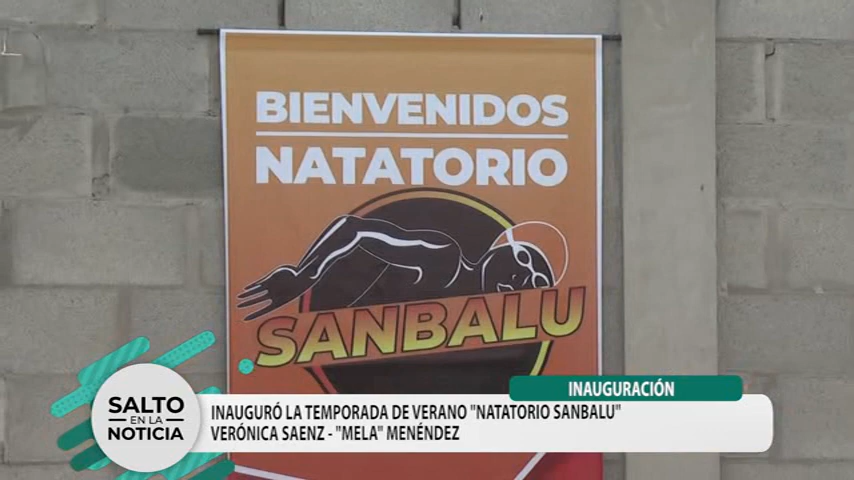 BIENVENIDOS
NATATORIO
SANBALU
INAUGURACIÓN
INAUGURÓ LA TEMPORADA DE VERANO "NATATORIO SANBALU"
VERÓNICA SAENZ - "MELA" MENÉNDEZ
SALTO
EN LA
NOTICIA